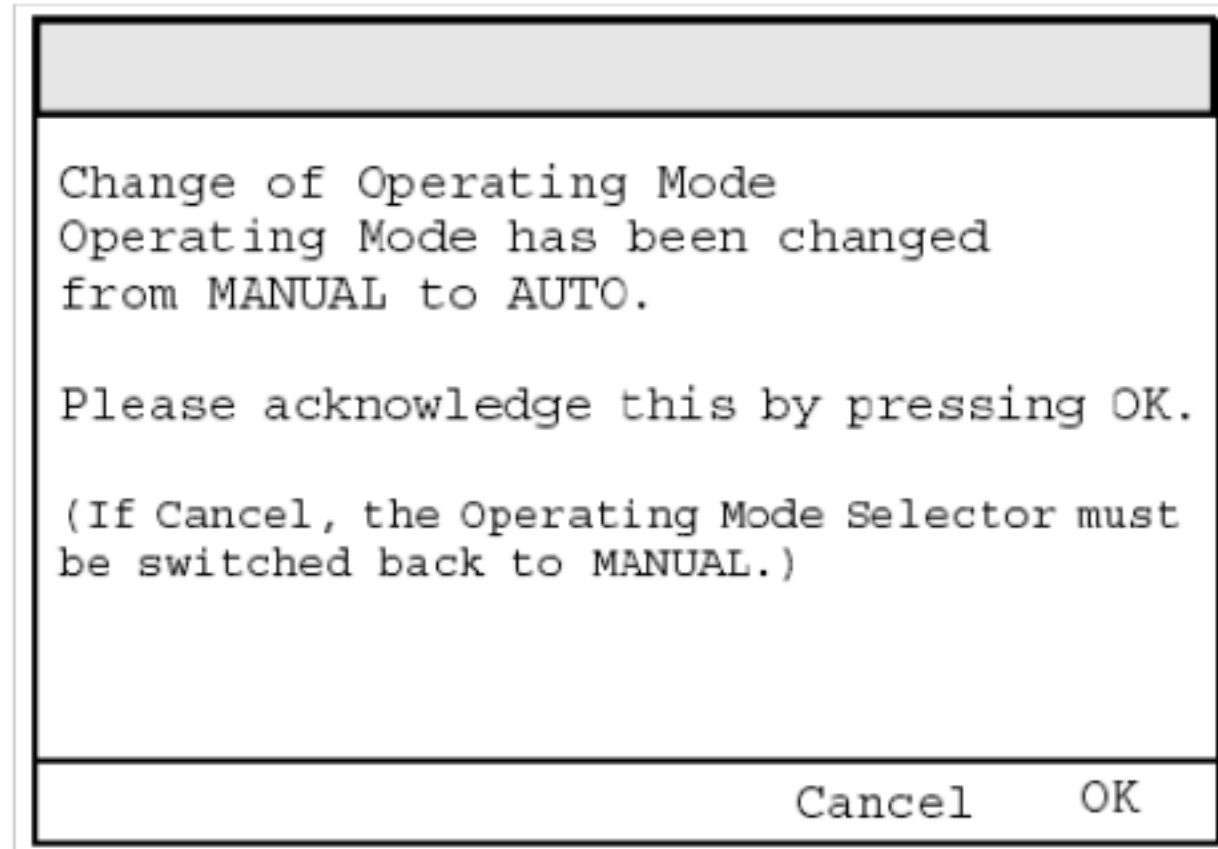 Change of Operating Mode
Operating Mode has been changed
from MANUAL to AUTO.
Please acknowledge this by pressing OK.
(If Cancel, the Operating Mode Selector must
be switched back to MANUAL.)
Cancel OK